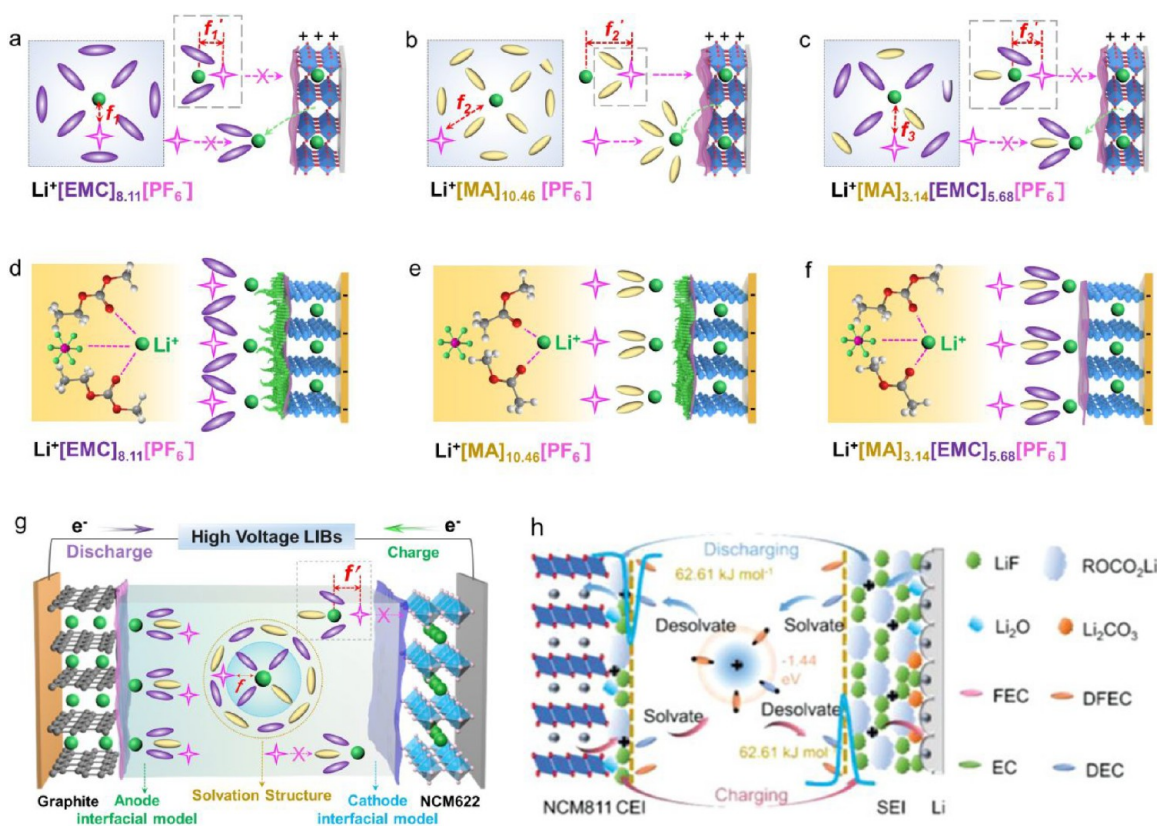 a
f₁'
+ + +
f₁
Li⁺[EMC]₈.₁₁[PF₆⁻]
b
f₂'
+ + +
f₂
Li⁺[MA]₁₀.₄₆ [PF₆⁻]
c
f₃'
+ + +
f₃
Li⁺[MA]₃.₁₄[EMC]₅.₆₈[PF₆⁻]
d
Li⁺
Li⁺[EMC]₈.₁₁[PF₆⁻]
e
Li⁺
Li⁺[MA]₁₀.₄₆[PF₆⁻]
f
Li⁺
Li⁺[MA]₃.₁₄[EMC]₅.₆₈[PF₆⁻]
g
e⁻
Discharge
High Voltage LIBs
e⁻
Charge
f'
f
Graphite
Anode
interfacial model
Solvation Structure
Cathode
interfacial model
NCM622
h
Discharging
62.61 kJ mol⁻¹
Desolvate
Solvate
-1.44
eV
Solvate
Desolvate
62.61 kJ mol⁻¹
Charging
NCM811 CEI
SEI
Li
LiF
ROCO₂Li
Li₂O
Li₂CO₃
FEC
DFEC
EC
DEC